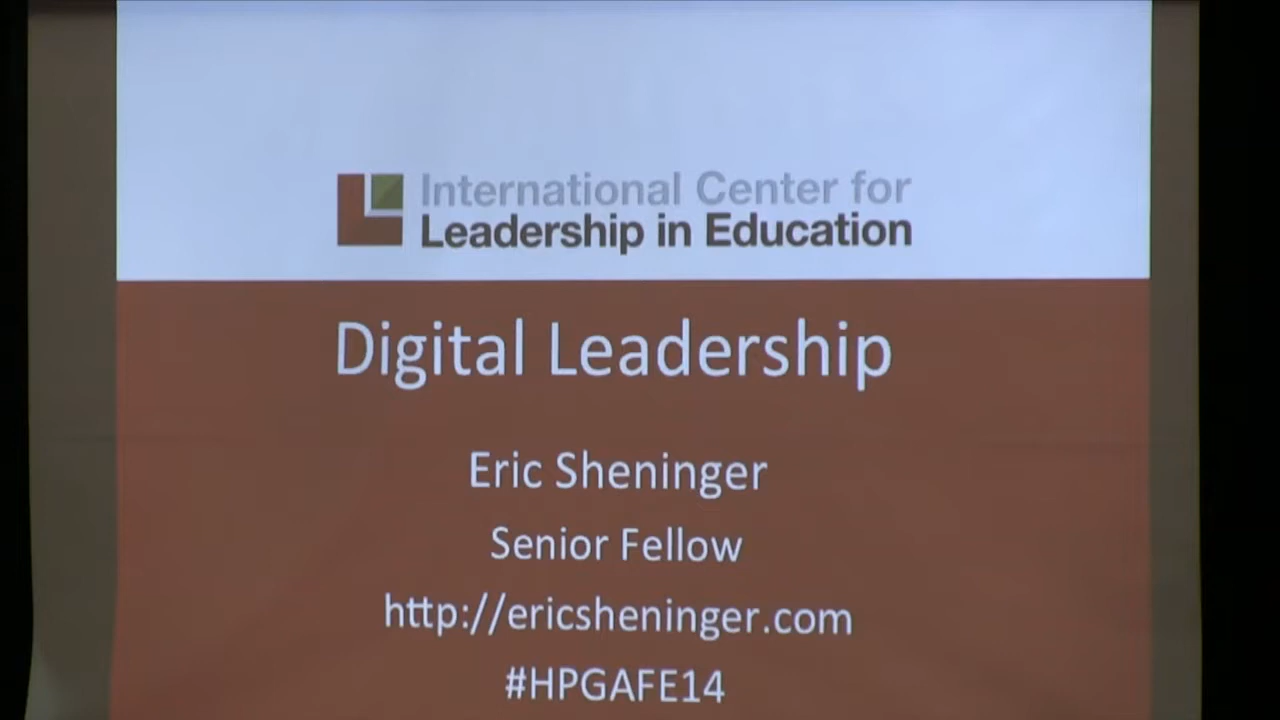 International Center for
Leadership in Education
Digital Leadership
Eric Sheninger
Senior Fellow
http://ericsheninger.com
#HPGAFE14